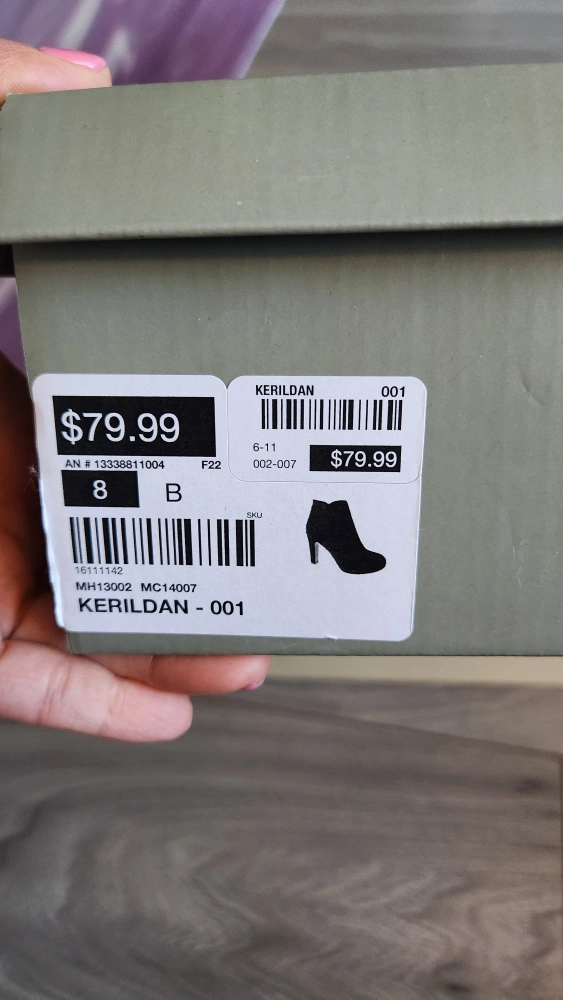 $79.99
AN # 13338811004 F22
8 B
SKU
16111142
MH13002 MC14007
KERILDAN - 001
KERILDAN 001
6-11
002-007 $79.99